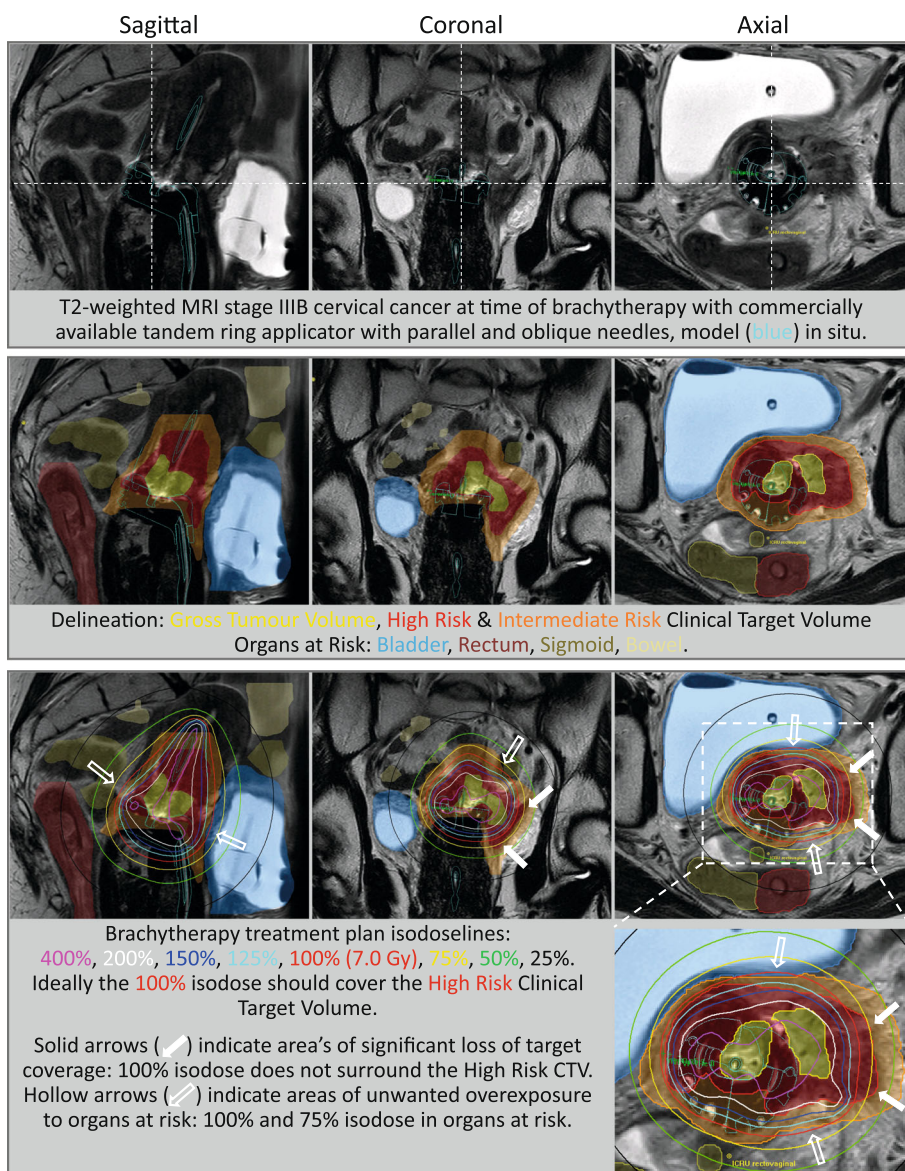 Sagittal Coronal Axial
ICRU rectovaginal
T2-weighted MRI stage IIIB cervical cancer at time of brachytherapy with commercially
available tandem ring applicator with parallel and oblique needles, model (blue) in situ.
ICRU rectovaginal
Delineation: Gross Tumour Volume, High Risk & Intermediate Risk Clinical Target Volume
Organs at Risk: Bladder, Rectum, Sigmoid, Bowel.
ICRU rectovaginal
Brachytherapy treatment plan isodoselines:
400%, 200%, 150%, 125%, 100% (7.0 Gy), 75%, 50%, 25%.
Ideally the 100% isodose should cover the High Risk Clinical
Target Volume.
Solid arrows ( ) indicate area's of significant loss of target
coverage: 100% isodose does not surround the High Risk CTV.
Hollow arrows ( ) indicate areas of unwanted overexposure
to organs at risk: 100% and 75% isodose in organs at risk.
ICRU rectovaginal